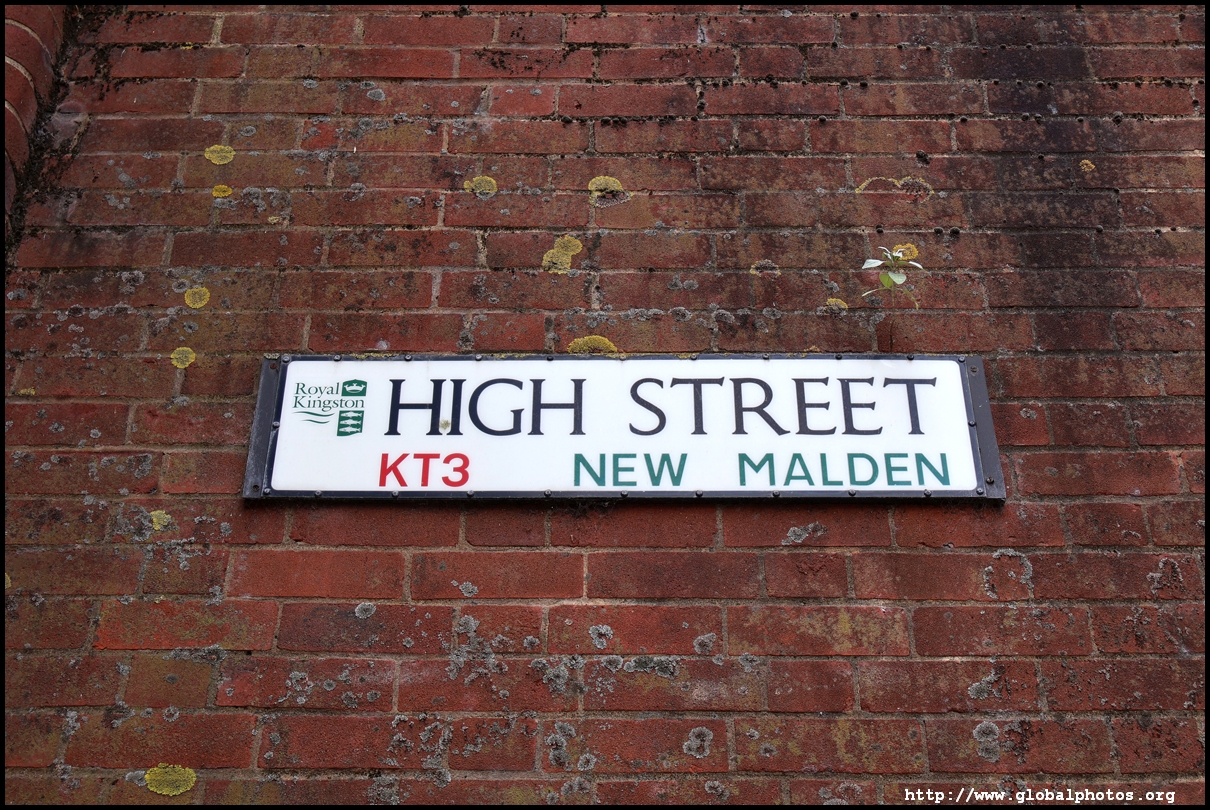 Royal
Kingston
HIGH STREET
KT3 NEW MALDEN
http://www.globalphotos.org